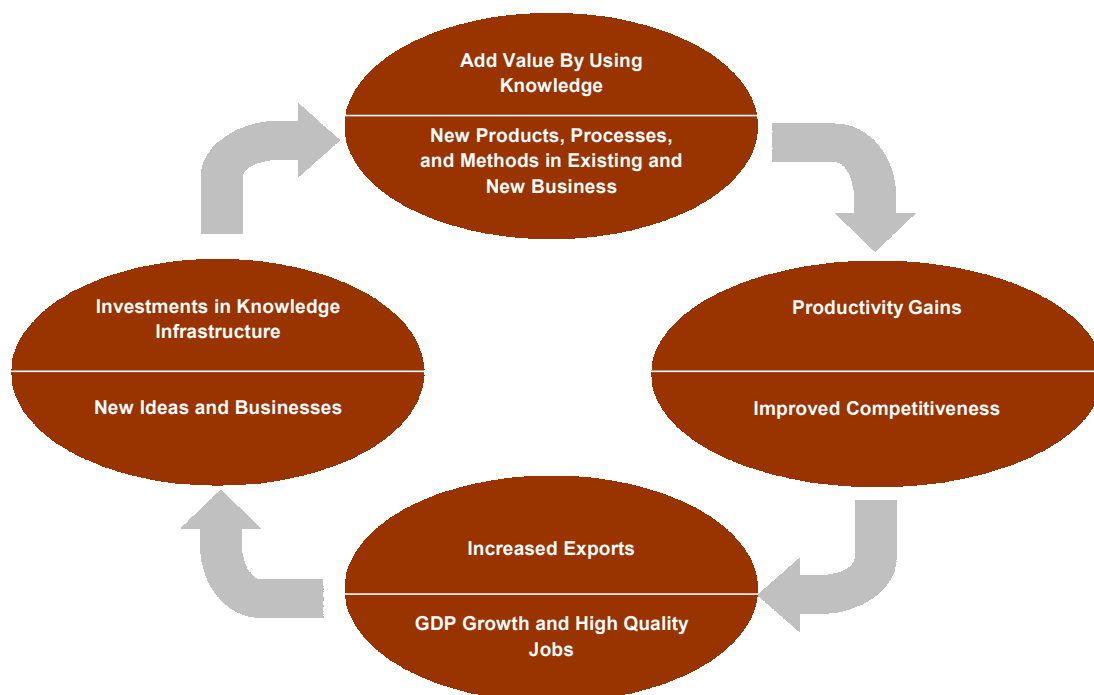 Add Value By Using
Knowledge
New Products, Processes,
and Methods in Existing and
New Business
Investments in Knowledge
Infrastructure
New Ideas and Businesses
Productivity Gains
Improved Competitiveness
Increased Exports
GDP Growth and High Quality
Jobs